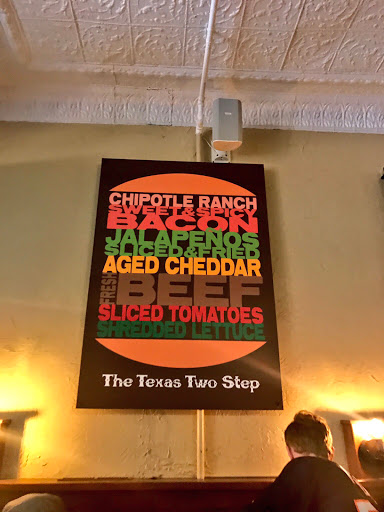 CHIPOTLE RANCH
SWEET&SPICY
BACON
JALAPEÑOS
SLICED&FRIED
AGED CHEDDAR
FRESH BEEF
SLICED TOMATOES
SHREDDED LETTUCE
The Texas Two Step